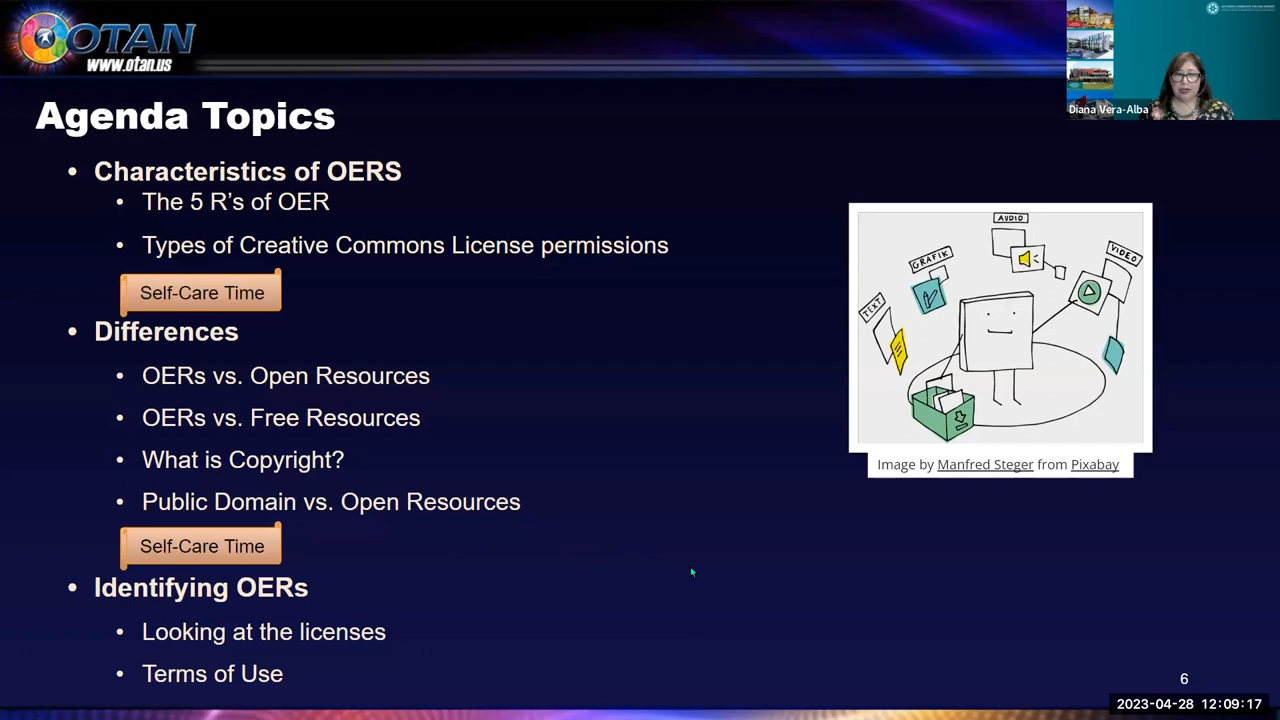 OTAN
www.otan.us
Diana Vera-Alba
Agenda Topics
• Characteristics of OERS
• The 5 R's of OER
• Types of Creative Commons License permissions
Self-Care Time
• Differences
• OERs vs. Open Resources
• OERs vs. Free Resources
• What is Copyright?
• Public Domain vs. Open Resources
Self-Care Time
• Identifying OERs
• Looking at the licenses
• Terms of Use
AUDIO
GRAFIK
VIDEO
TEXT
Image by Manfred Steger from Pixabay
6
2023-04-28 12:09:17